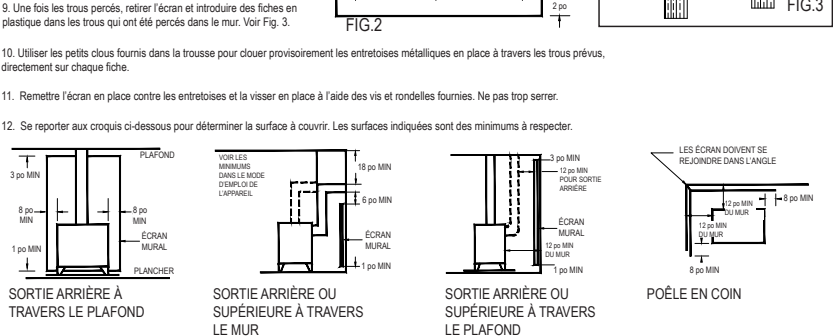 9. Une fois les trous percés, retirer l'écran et introduire des fiches en
plastique dans les trous qui ont été percés dans le mur. Voir Fig. 3.
FIG.2
2 po
FIG.3
10. Utiliser les petits clous fournis dans la trousse pour clouer provisoirement les entretoises métalliques en place à travers les trous prévus,
directement sur chaque fiche.
11. Remettre l'écran en place contre les entretoises et la visser en place à l'aide des vis et rondelles fournies. Ne pas trop serrer.
12. Se reporter aux croquis ci-dessous pour déterminer la surface à couvrir. Les surfaces indiquées sont des minimums à respecter.
PLAFOND
3 po MIN
8 po
MIN
8 po
MIN
ÉCRAN
MURAL
1 po MIN
PLANCHER
SORTIE ARRIÈRE À
TRAVERS LE PLAFOND
VOIR LES
MINIMUMS
DANS LE MODE
D'EMPLOI DE
L'APPAREIL
18 po MIN
6 po MIN
ÉCRAN
MURAL
1 po MIN
SORTIE ARRIÈRE OU
SUPÉRIEURE À TRAVERS
LE MUR
3 po MIN
12 po MIN
POUR SORTIE
ARRIÈRE
ÉCRAN
MURAL
12 po MIN
DU MUR
1 po MIN
SORTIE ARRIÈRE OU
SUPÉRIEURE À TRAVERS
LE PLAFOND
LES ÉCRAN DOIVENT SE
REJOINDRE DANS L'ANGLE
8 po MIN
12 po MIN
DU MUR
12 po MIN
DU MUR
8 po MIN
POÊLE EN COIN